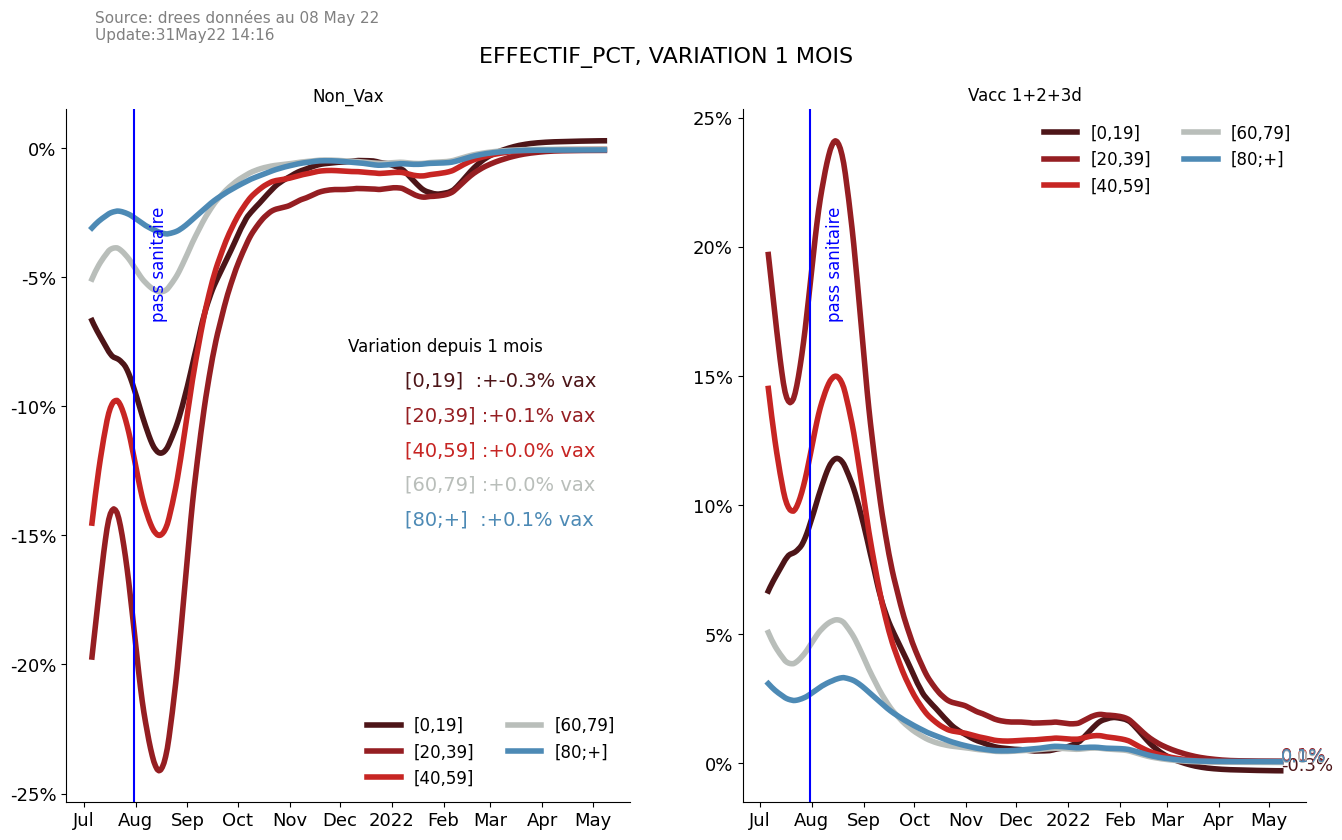 Source: drees données au 08 May 22
Update:31May22 14:16
EFFECTIF_PCT, VARIATION 1 MOIS
Non_Vax
0%
-5%
-10%
-15%
-20%
-25%
pass sanitaire
Variation depuis 1 mois
[0,19] :+-0.3% vax
[20,39] :+0.1% vax
[40,59] :+0.0% vax
[60,79] :+0.0% vax
[80;+] :+0.1% vax
[0,19] [60,79]
[20,39] [80;+]
[40,59]
Jul Aug Sep Oct Nov Dec 2022 Feb Mar Apr May
Vacc 1+2+3d
25%
20%
15%
10%
5%
0%
[0,19] [60,79]
[20,39] [80;+]
[40,59]
pass sanitaire
0.1%
-0.3%
Jul Aug Sep Oct Nov Dec 2022 Feb Mar Apr May